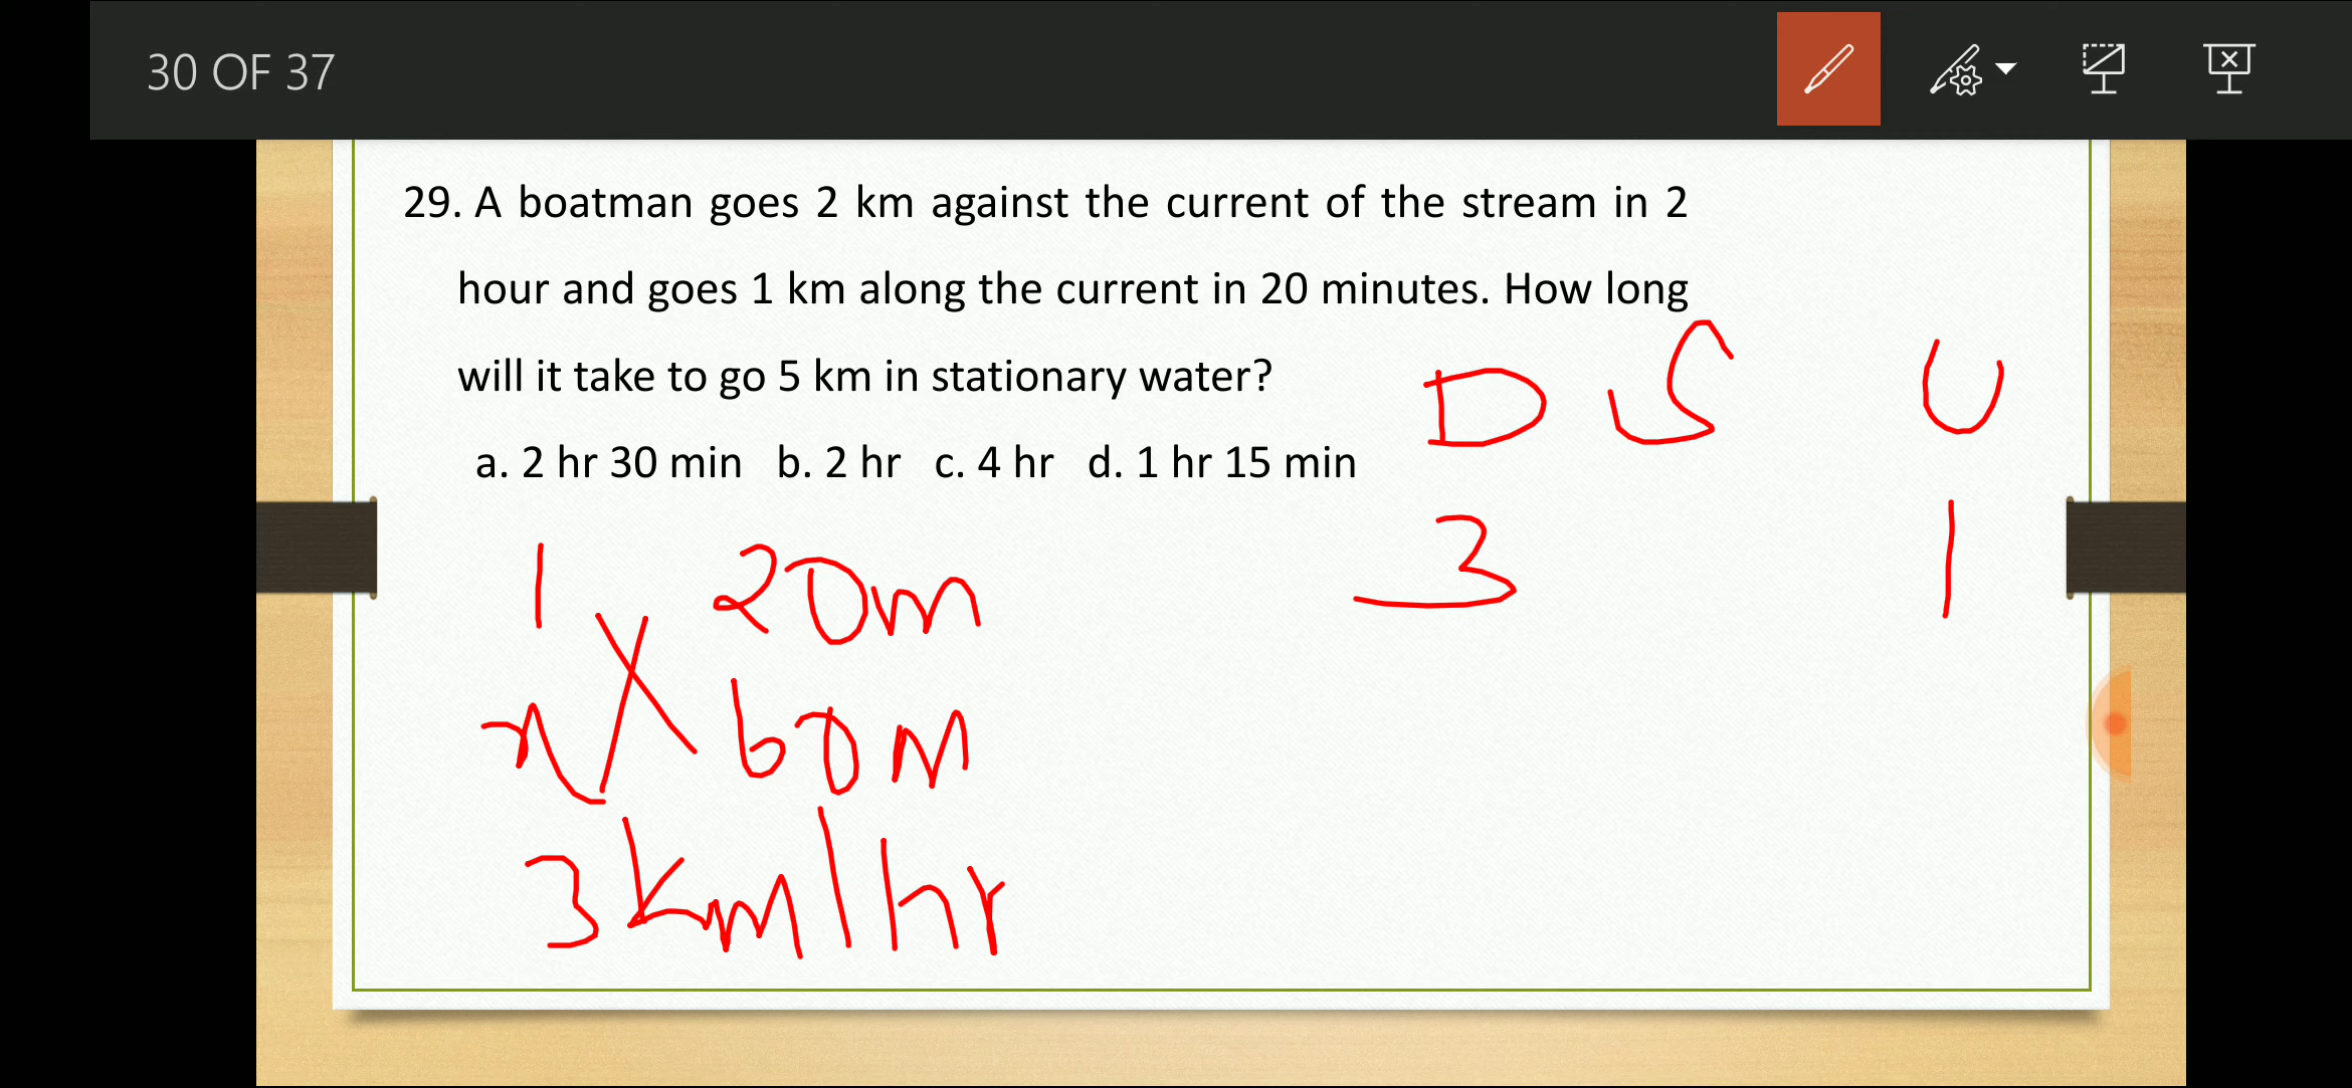 30 OF 37
29. A boatman goes 2 km against the current of the stream in 2
hour and goes 1 km along the current in 20 minutes. How long
will it take to go 5 km in stationary water?
a. 2 hr 30 min b. 2 hr c. 4 hr d. 1 hr 15 min
D S U
3 1
1 20m
x 60m
3km/hr